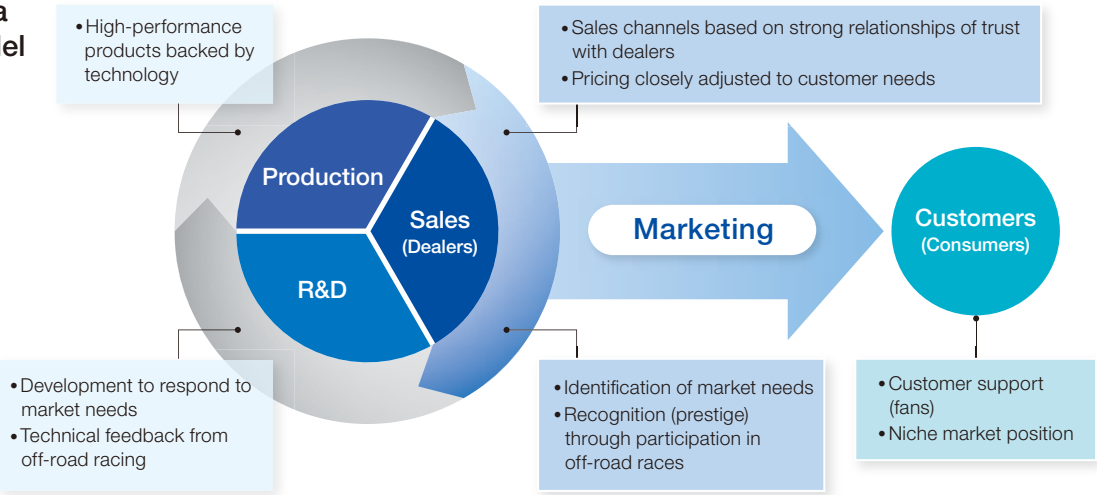 a
del
• High-performance
products backed by
technology
• Sales channels based on strong relationships of trust
with dealers
• Pricing closely adjusted to customer needs
Production
Sales
(Dealers)
R&D
Marketing
Customers
(Consumers)
• Development to respond to
market needs
• Technical feedback from
off-road racing
• Identification of market needs
• Recognition (prestige)
through participation in
off-road races
• Customer support
(fans)
• Niche market position